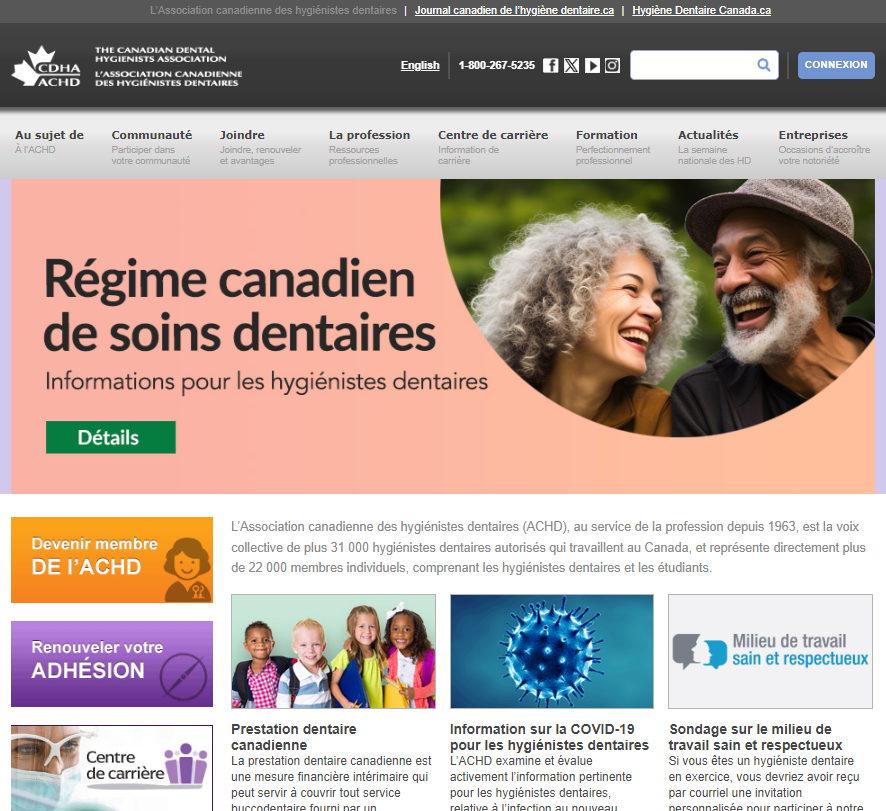 L'Association canadienne des hygiénistes dentaires | Journal canadien de l'hygiène dentaire.ca | Hygiène Dentaire Canada.ca
CDHA
ACHD
THE CANADIAN DENTAL
HYGIENISTS ASSOCIATION
L'ASSOCIATION CANADIENNE
DES HYGIÉNISTES DENTAIRES
English
1-800-267-5235
CONNEXION
Au sujet de
À l'ACHD
Communauté
Participer dans
votre communauté
Joindre
Joindre, renouveler
et avantages
La profession
Ressources
professionnelles
Centre de carrière
Information de
carrière
Formation
Perfectionnement
professionnel
Actualités
La semaine
nationale des HD
Entreprises
Occasions d'accroître
votre notoriété
Régime canadien
de soins dentaires
Informations pour les hygiénistes dentaires
Détails
Devenir membre
DE l'ACHD
Renouveler votre
ADHÉSION
Centre
de carrière
L'Association canadienne des hygiénistes dentaires (ACHD), au service de la profession depuis 1963, est la voix
collective de plus 31 000 hygiénistes dentaires autorisés qui travaillent au Canada, et représente directement plus
de 22 000 membres individuels, comprenant les hygiénistes dentaires et les étudiants.
Prestation dentaire
canadienne
La prestation dentaire canadienne est
une mesure financière intérimaire qui
peut servir à couvrir tout service
buccodentaire fourni par un
Information sur la COVID-19
pour les hygiénistes dentaires
L'ACHD examine et évalue
activement l'information pertinente
pour les hygiénistes dentaires,
relative à l'infection au nouveau
Milieu de travail
sain et respectueux
Sondage sur le milieu de
travail sain et respectueux
Si vous êtes un hygiéniste dentaire
en exercice, vous devriez avoir reçu
par courriel une invitation
personnalisée pour participer à notre